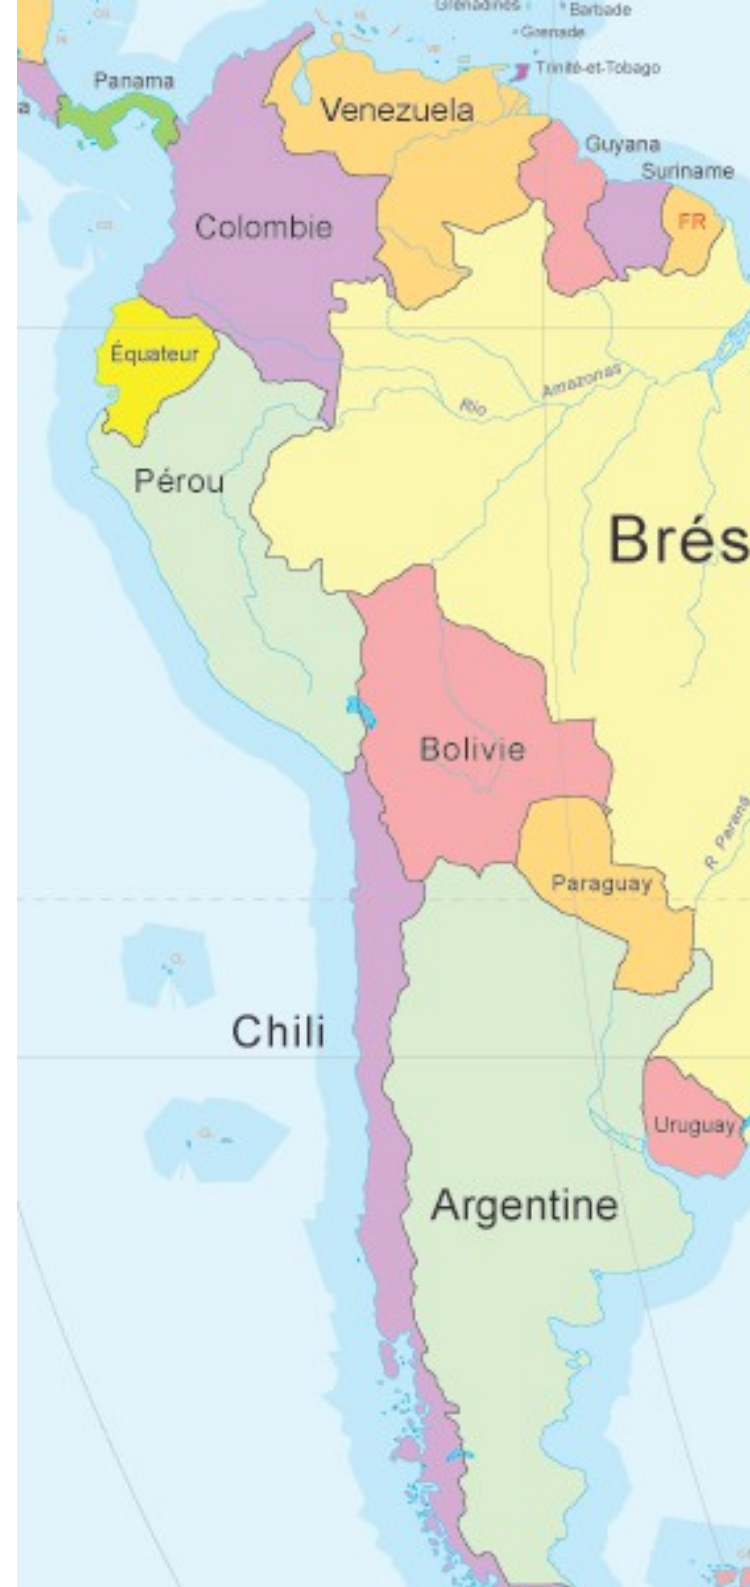 Grenadines
Barbade
Grenade
Trinité-et-Tobago
Panama
a
Venezuela
Guyana
Suriname
FR
Colombie
Équateur
Rio Amazonas
Pérou
Brés
Bolivie
R Paraná
Paraguay
Chili
Uruguay
Argentine